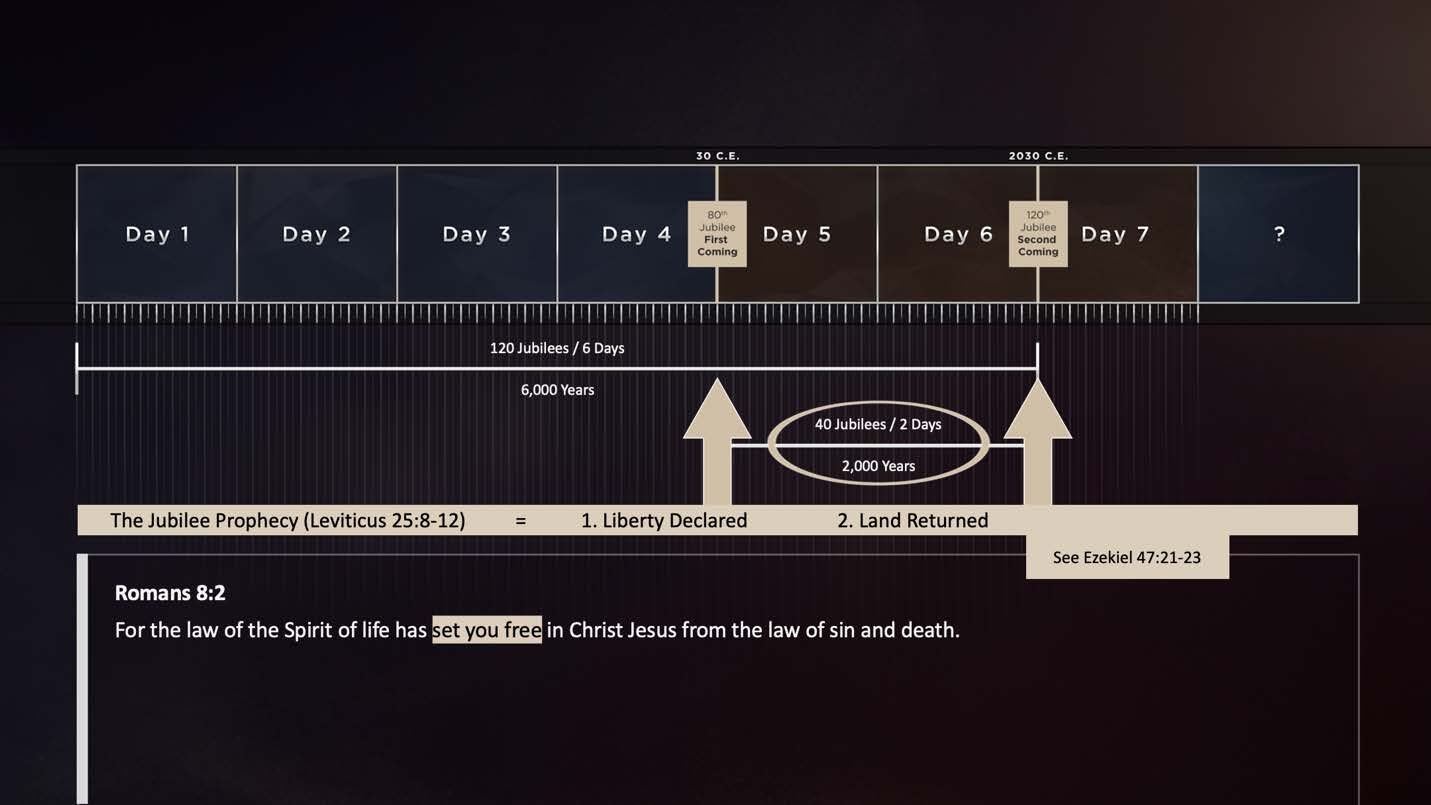 30 C.E.
2030 C.E.
Day 1
Day 2
Day 3
Day 4
80th
Jubilee
First
Coming
Day 5
Day 6
120th
Jubilee
Second
Coming
Day 7
?
120 Jubilees / 6 Days
6,000 Years
40 Jubilees / 2 Days
2,000 Years
The Jubilee Prophecy (Leviticus 25:8-12) = 1. Liberty Declared 2. Land Returned
See Ezekiel 47:21-23
Romans 8:2
For the law of the Spirit of life has set you free in Christ Jesus from the law of sin and death.